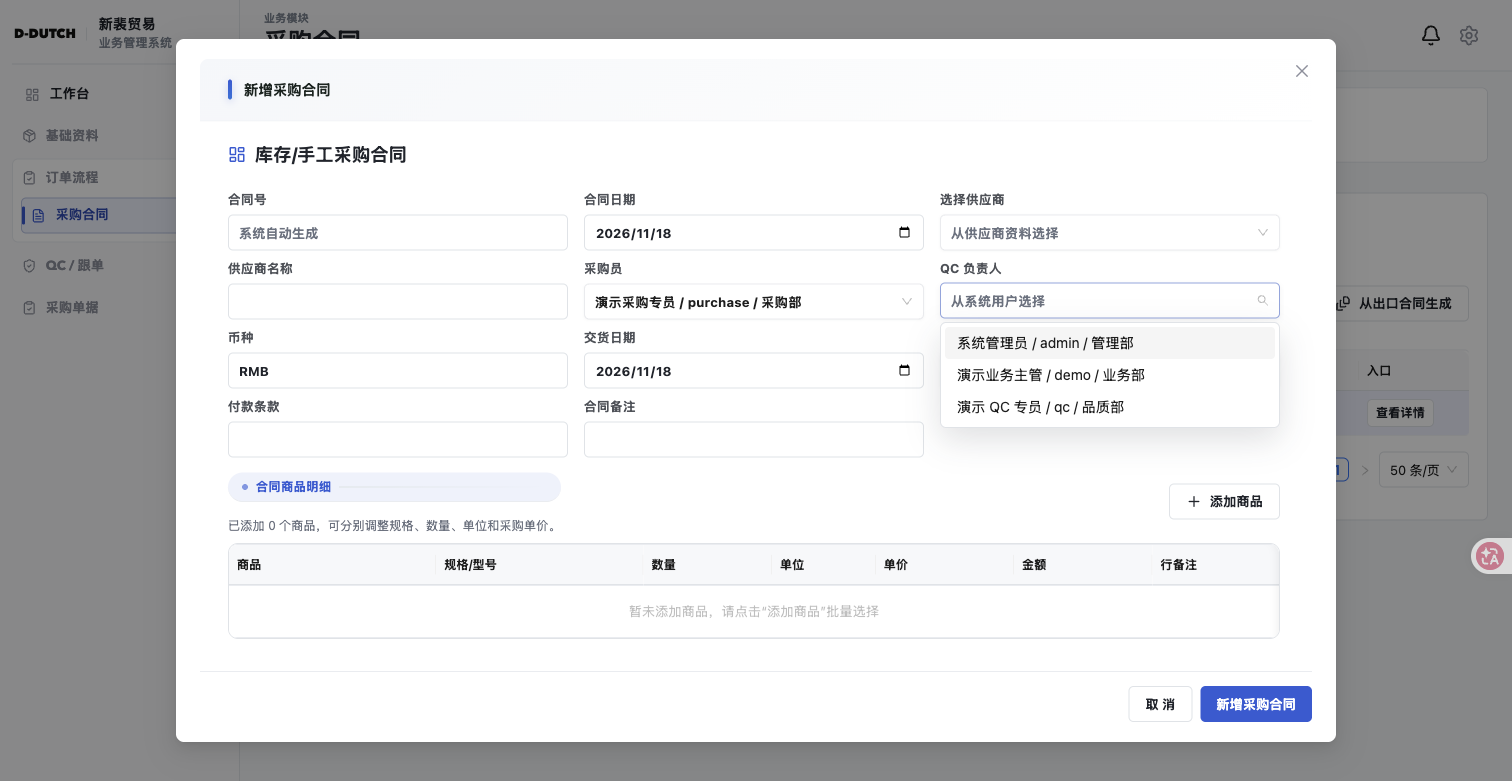 D-DUTCH
新裴贸易
业务管理系统
业务模块
采购合同
工作台
基础资料
订单流程
采购合同
QC / 跟单
采购单据
新增采购合同
库存/手工采购合同
合同号
合同日期
选择供应商
系统自动生成
2026/11/18
从供应商资料选择
供应商名称
采购员
QC 负责人
演示采购专员 / purchase / 采购部
从系统用户选择
币种
交货日期
系统管理员 / admin / 管理部
RMB
2026/11/18
演示业务主管 / demo / 业务部
付款条款
合同备注
演示 QC 专员 / qc / 品质部
合同商品明细
添加商品
已添加 0 个商品，可分别调整规格、数量、单位和采购单价。
商品
规格/型号
数量
单位
单价
金额
行备注
暂未添加商品，请点击“添加商品”批量选择
取 消
新增采购合同
从出口合同生成
入口
查看详情
1
50 条/页